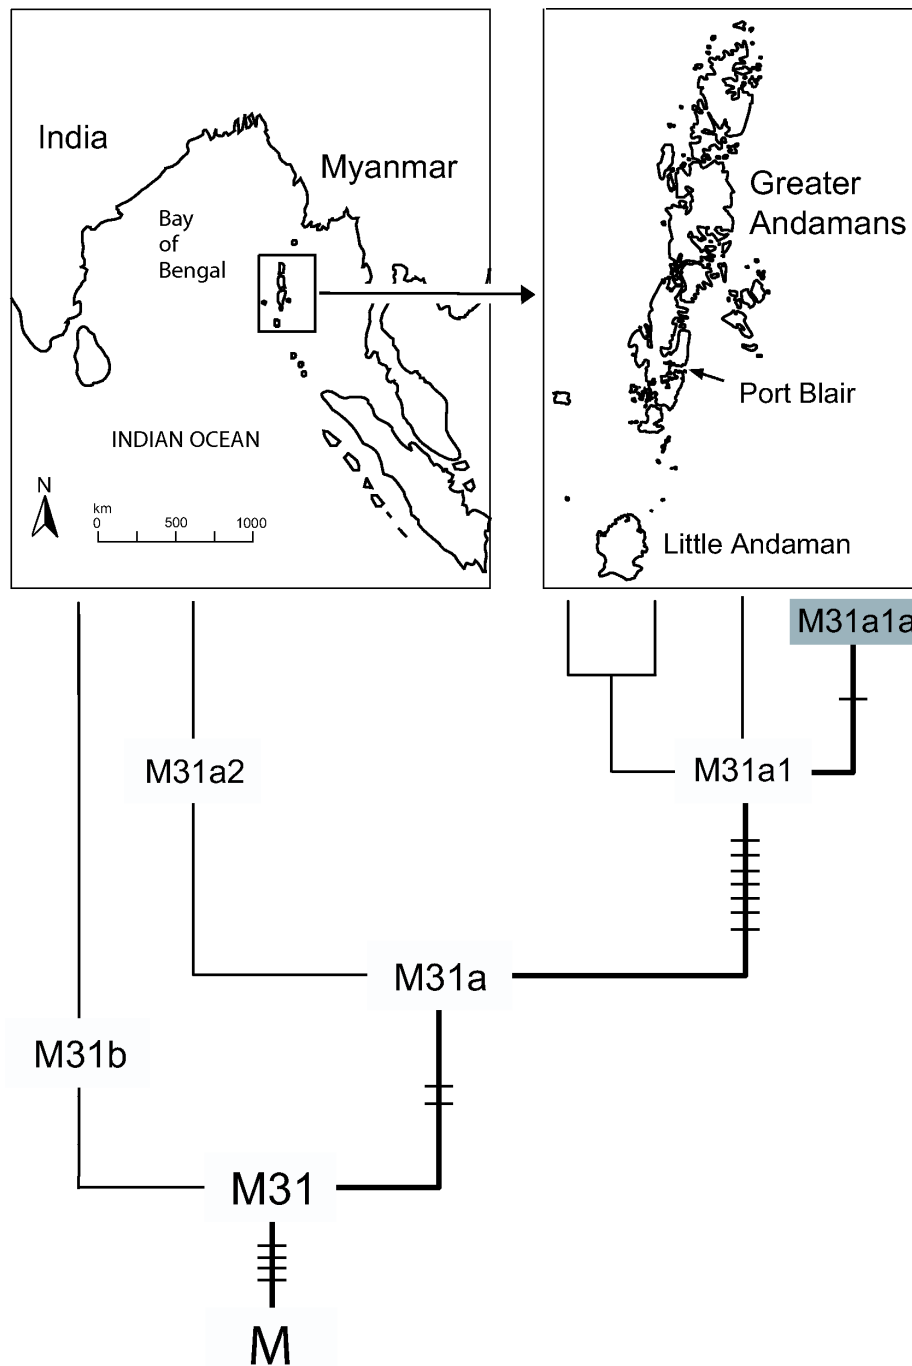 India
Myanmar
Bay
of
Bengal
INDIAN OCEAN
N
km
0 500 1000
Greater
Andamans
Port Blair
Little Andaman
M31a1a
M31a2
M31a1
M31a
M31b
M31
M